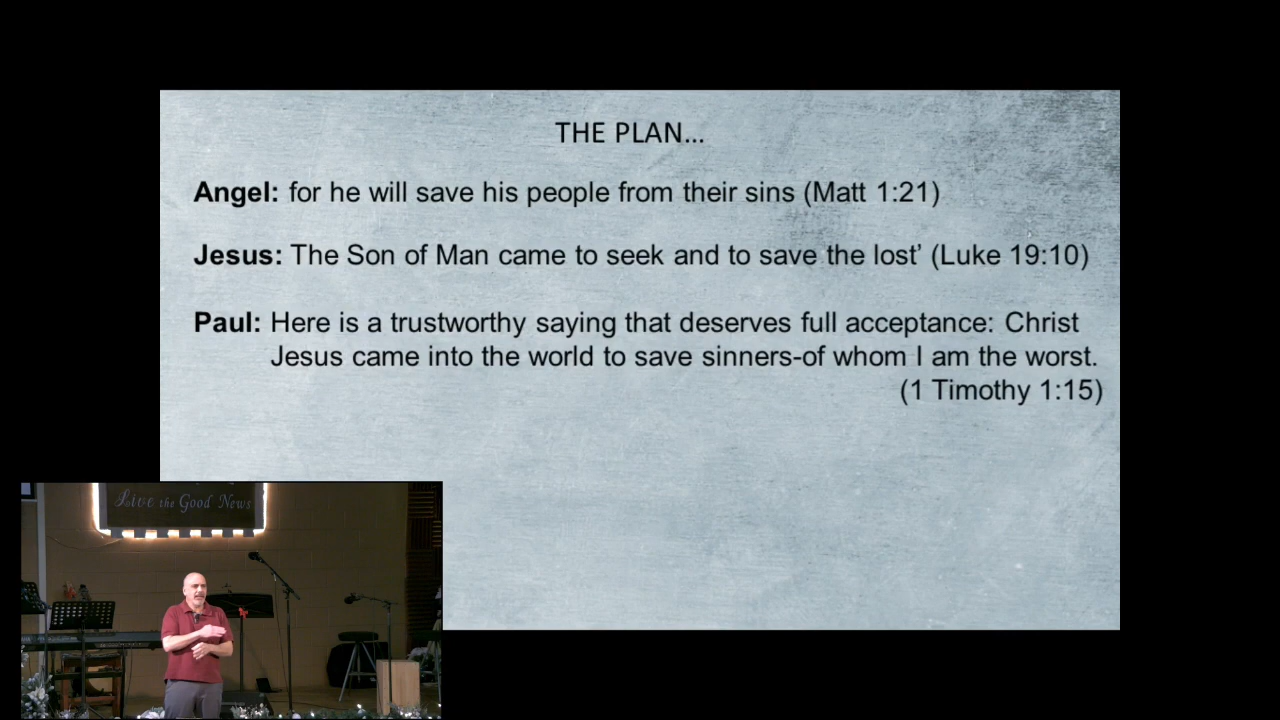 THE PLAN...
Angel: for he will save his people from their sins (Matt 1:21)
Jesus: The Son of Man came to seek and to save the lost’ (Luke 19:10)
Paul: Here is a trustworthy saying that deserves full acceptance: Christ
Jesus came into the world to save sinners-of whom I am the worst.
(1 Timothy 1:15)
Live the Good News